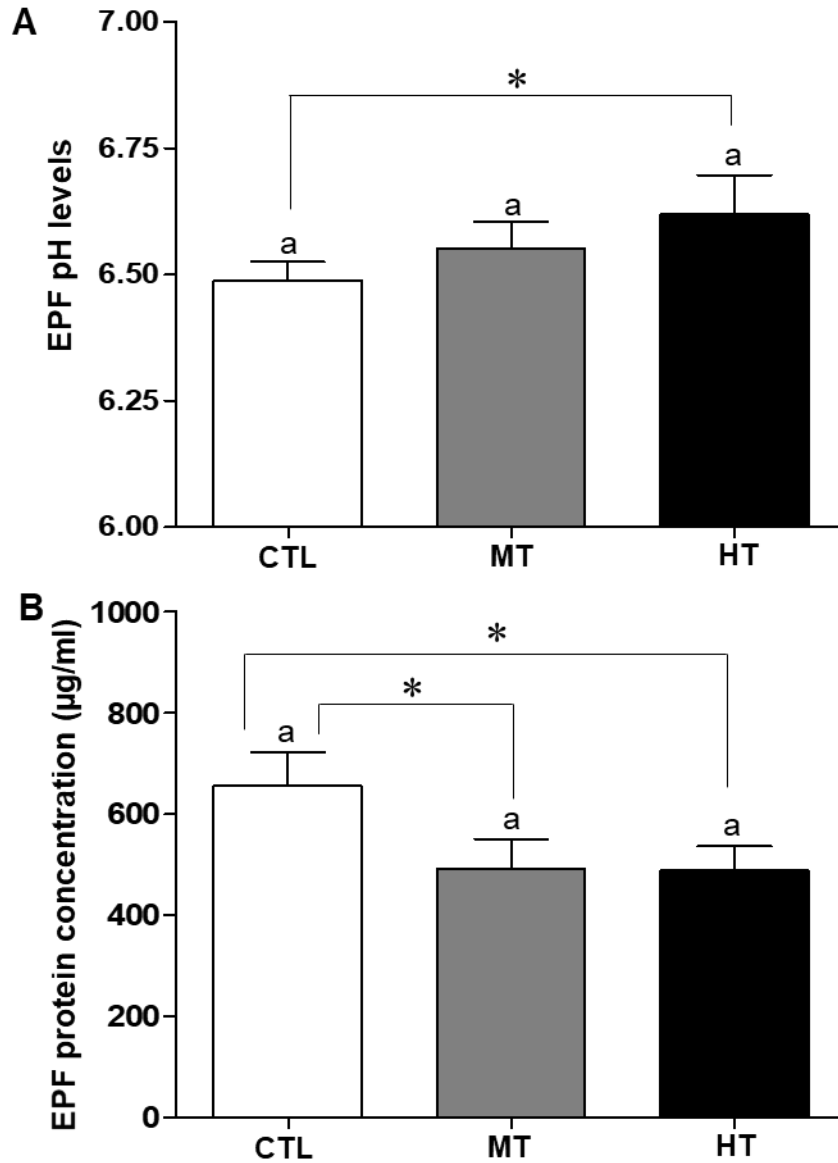 A
7.00
6.75
6.50
6.25
6.00
EPF pH levels
*
a
a
a
CTL
MT
HT
B
1000
800
600
400
200
0
EPF protein concentration (µg/ml)
*
*
a
a
a
CTL
MT
HT